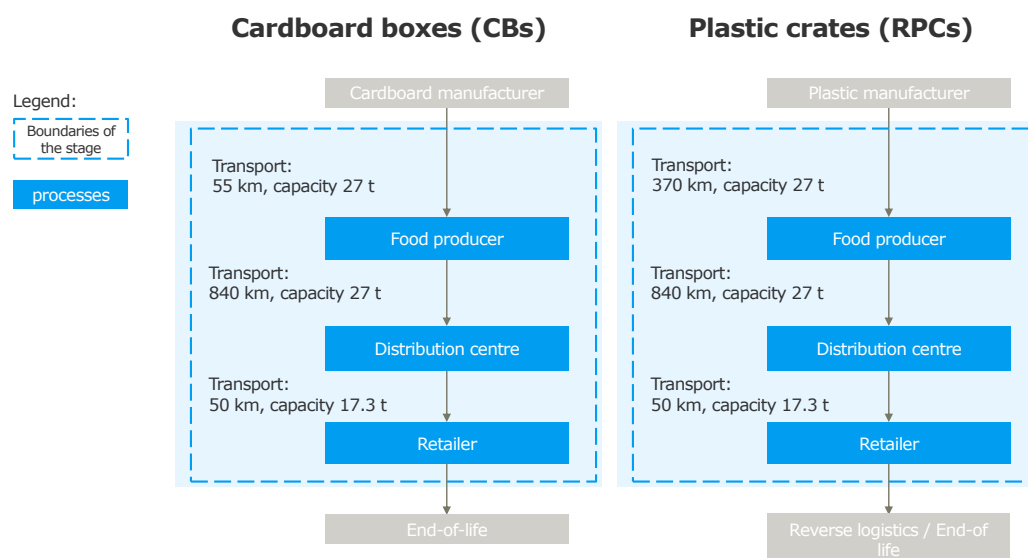 Cardboard boxes (CBs)
Plastic crates (RPCs)
Legend:
Boundaries of
the stage
processes
Cardboard manufacturer
Transport:
55 km, capacity 27 t
Food producer
Transport:
840 km, capacity 27 t
Distribution centre
Transport:
50 km, capacity 17.3 t
Retailer
End-of-life
Plastic manufacturer
Transport:
370 km, capacity 27 t
Food producer
Transport:
840 km, capacity 27 t
Distribution centre
Transport:
50 km, capacity 17.3 t
Retailer
Reverse logistics / End-of
life